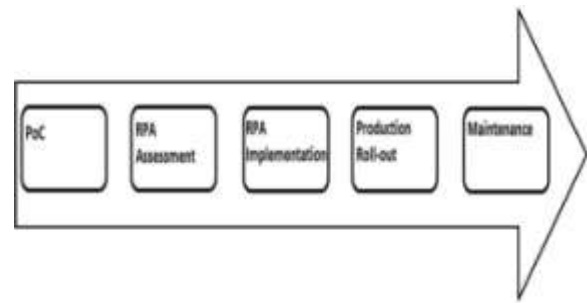 PoC
RPA
Assessment
RPA
Implementation
Production
Roll-out
Maintenance